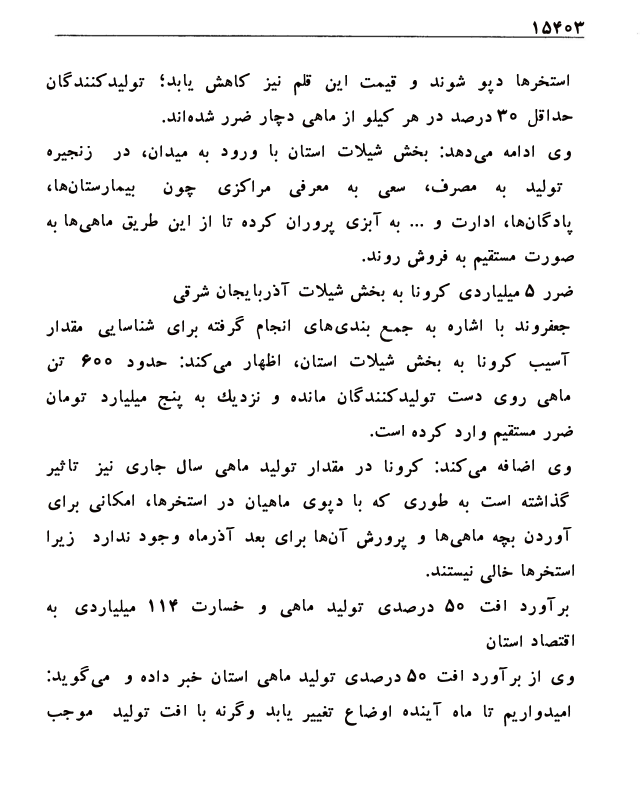 ۱۵۴۰۳
استخرها دپو شوند و قیمت این قلم نیز کاهش یابد؛ تولیدکنندگان
حداقل ۳۰ درصد در هر کیلو از ماهی دچار ضرر شده‌اند.
وی ادامه می‌دهد: بخش شیلات استان با ورود به میدان، در زنجیره
تولید به مصرف، سعی به معرفی مراکزی چون بیمارستان‌ها،
پادگان‌ها، ادارت و ... به آبزی پروران کرده تا از این طریق ماهی‌ها به
صورت مستقیم به فروش روند.
ضرر ۵ میلیاردی کرونا به بخش شیلات آذربایجان شرقی
جعفروند با اشاره به جمع بندی‌های انجام گرفته برای شناسایی مقدار
آسیب کرونا به بخش شیلات استان، اظهار می‌کند: حدود ۶۰۰ تن
ماهی روی دست تولیدکنندگان مانده و نزدیك به پنج میلیارد تومان
ضرر مستقیم وارد کرده است.
وی اضافه می‌کند: کرونا در مقدار تولید ماهی سال جاری نیز تاثیر
گذاشته است به طوری که با دپوی ماهیان در استخرها، امکانی برای
آوردن بچه ماهی‌ها و پرورش آن‌ها برای بعد آذرماه وجود ندارد زیرا
استخرها خالی نیستند.
برآورد افت ۵۰ درصدی تولید ماهی و خسارت ۱۱۴ میلیاردی به
اقتصاد استان
وی از برآورد افت ۵۰ درصدی تولید ماهی استان خبر داده و می‌گوید:
امیدواریم تا ماه آینده اوضاع تغییر یابد وگرنه با افت تولید موجب